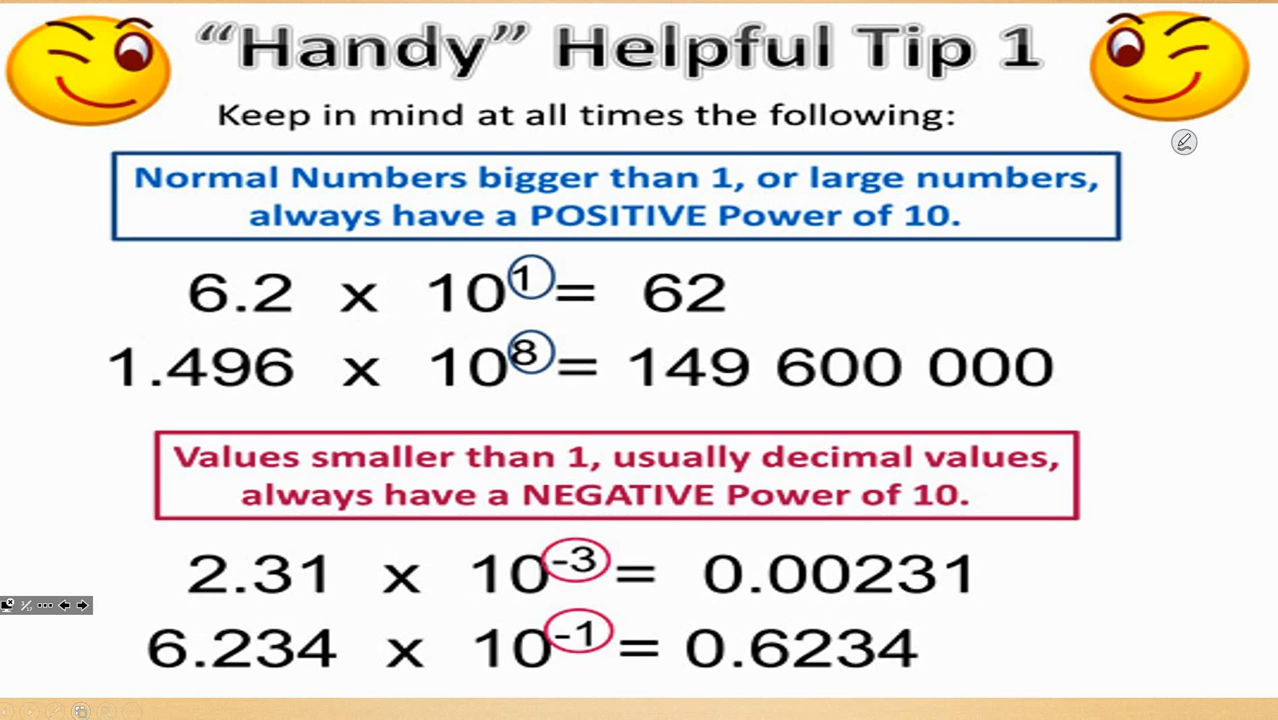 “Handy” Helpful Tip 1
Keep in mind at all times the following:
Normal Numbers bigger than 1, or large numbers,
always have a POSITIVE Power of 10.
6.2 x 10¹ = 62
1.496 x 10⁸ = 149 600 000
Values smaller than 1, usually decimal values,
always have a NEGATIVE Power of 10.
2.31 x 10⁻³ = 0.00231
6.234 x 10⁻¹ = 0.6234